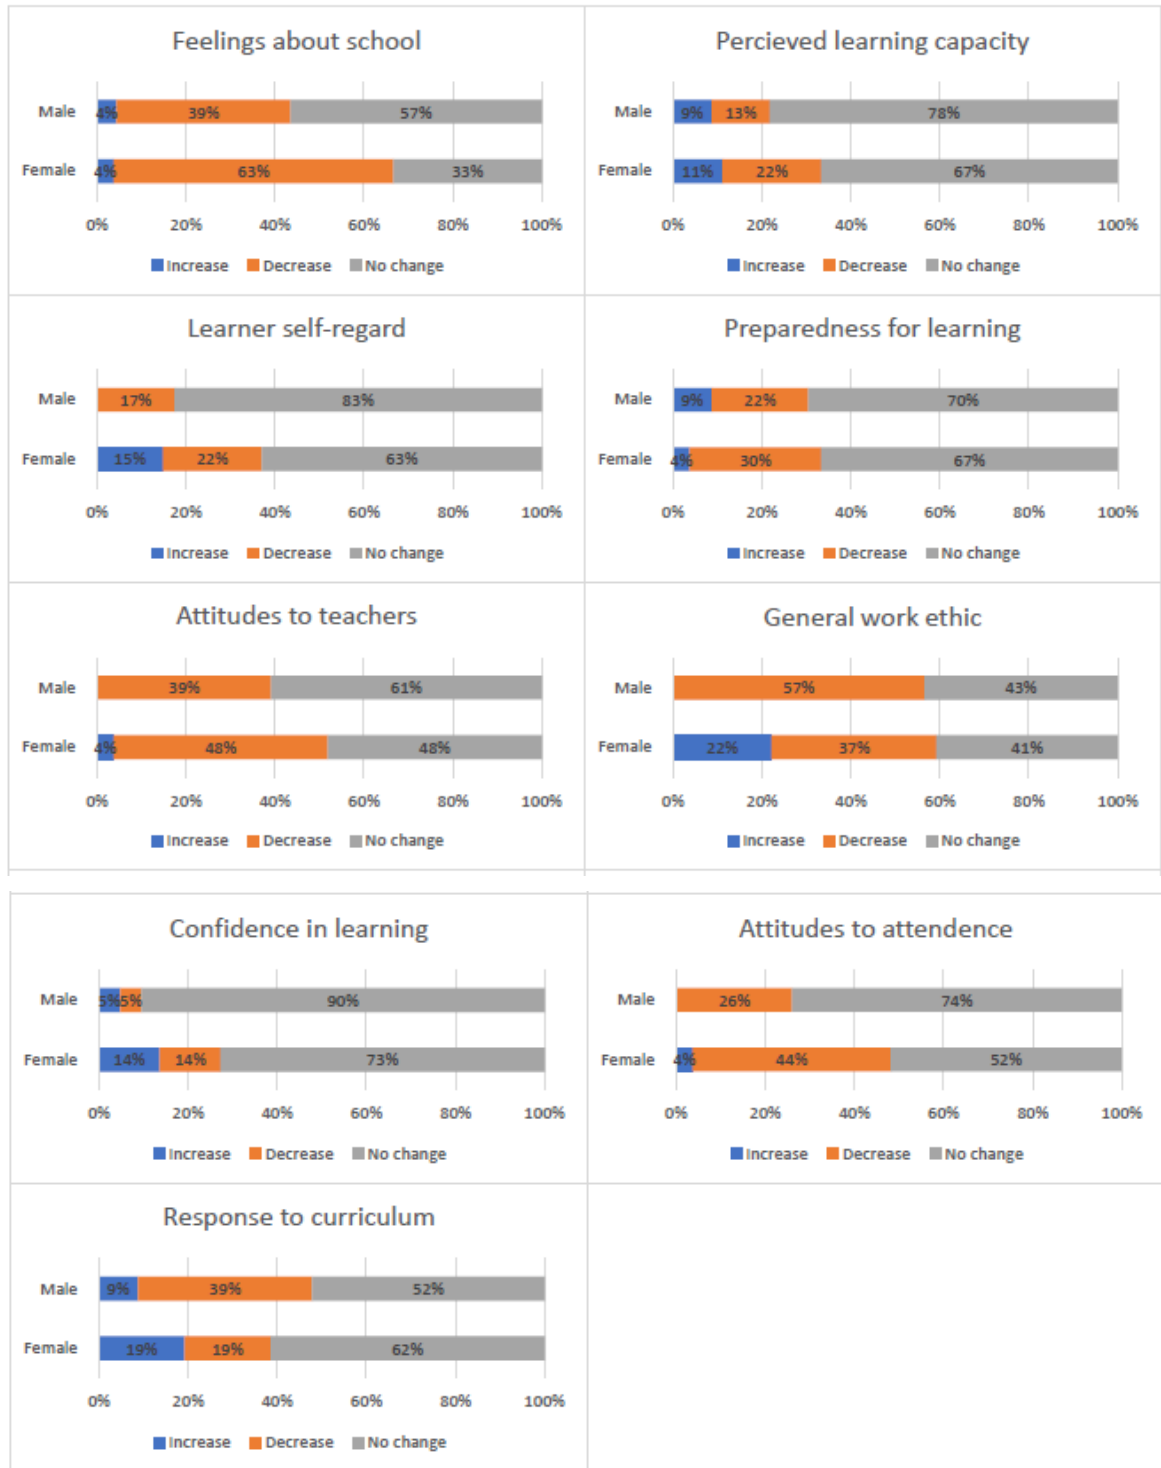 Feelings about school
Male 4% 39% 57%
Female 4% 63% 33%
0% 20% 40% 60% 80% 100%
Increase Decrease No change
Percieved learning capacity
Male 9% 13% 78%
Female 11% 22% 67%
0% 20% 40% 60% 80% 100%
Increase Decrease No change
Learner self-regard
Male 17% 83%
Female 15% 22% 63%
0% 20% 40% 60% 80% 100%
Increase Decrease No change
Preparedness for learning
Male 9% 22% 70%
Female 4% 30% 67%
0% 20% 40% 60% 80% 100%
Increase Decrease No change
Attitudes to teachers
Male 39% 61%
Female 4% 48% 48%
0% 20% 40% 60% 80% 100%
Increase Decrease No change
General work ethic
Male 57% 43%
Female 22% 37% 41%
0% 20% 40% 60% 80% 100%
Increase Decrease No change
Confidence in learning
Male 5% 5% 90%
Female 14% 14% 73%
0% 20% 40% 60% 80% 100%
Increase Decrease No change
Attitudes to attendence
Male 26% 74%
Female 4% 44% 52%
0% 20% 40% 60% 80% 100%
Increase Decrease No change
Response to curriculum
Male 9% 39% 52%
Female 19% 19% 62%
0% 20% 40% 60% 80% 100%
Increase Decrease No change